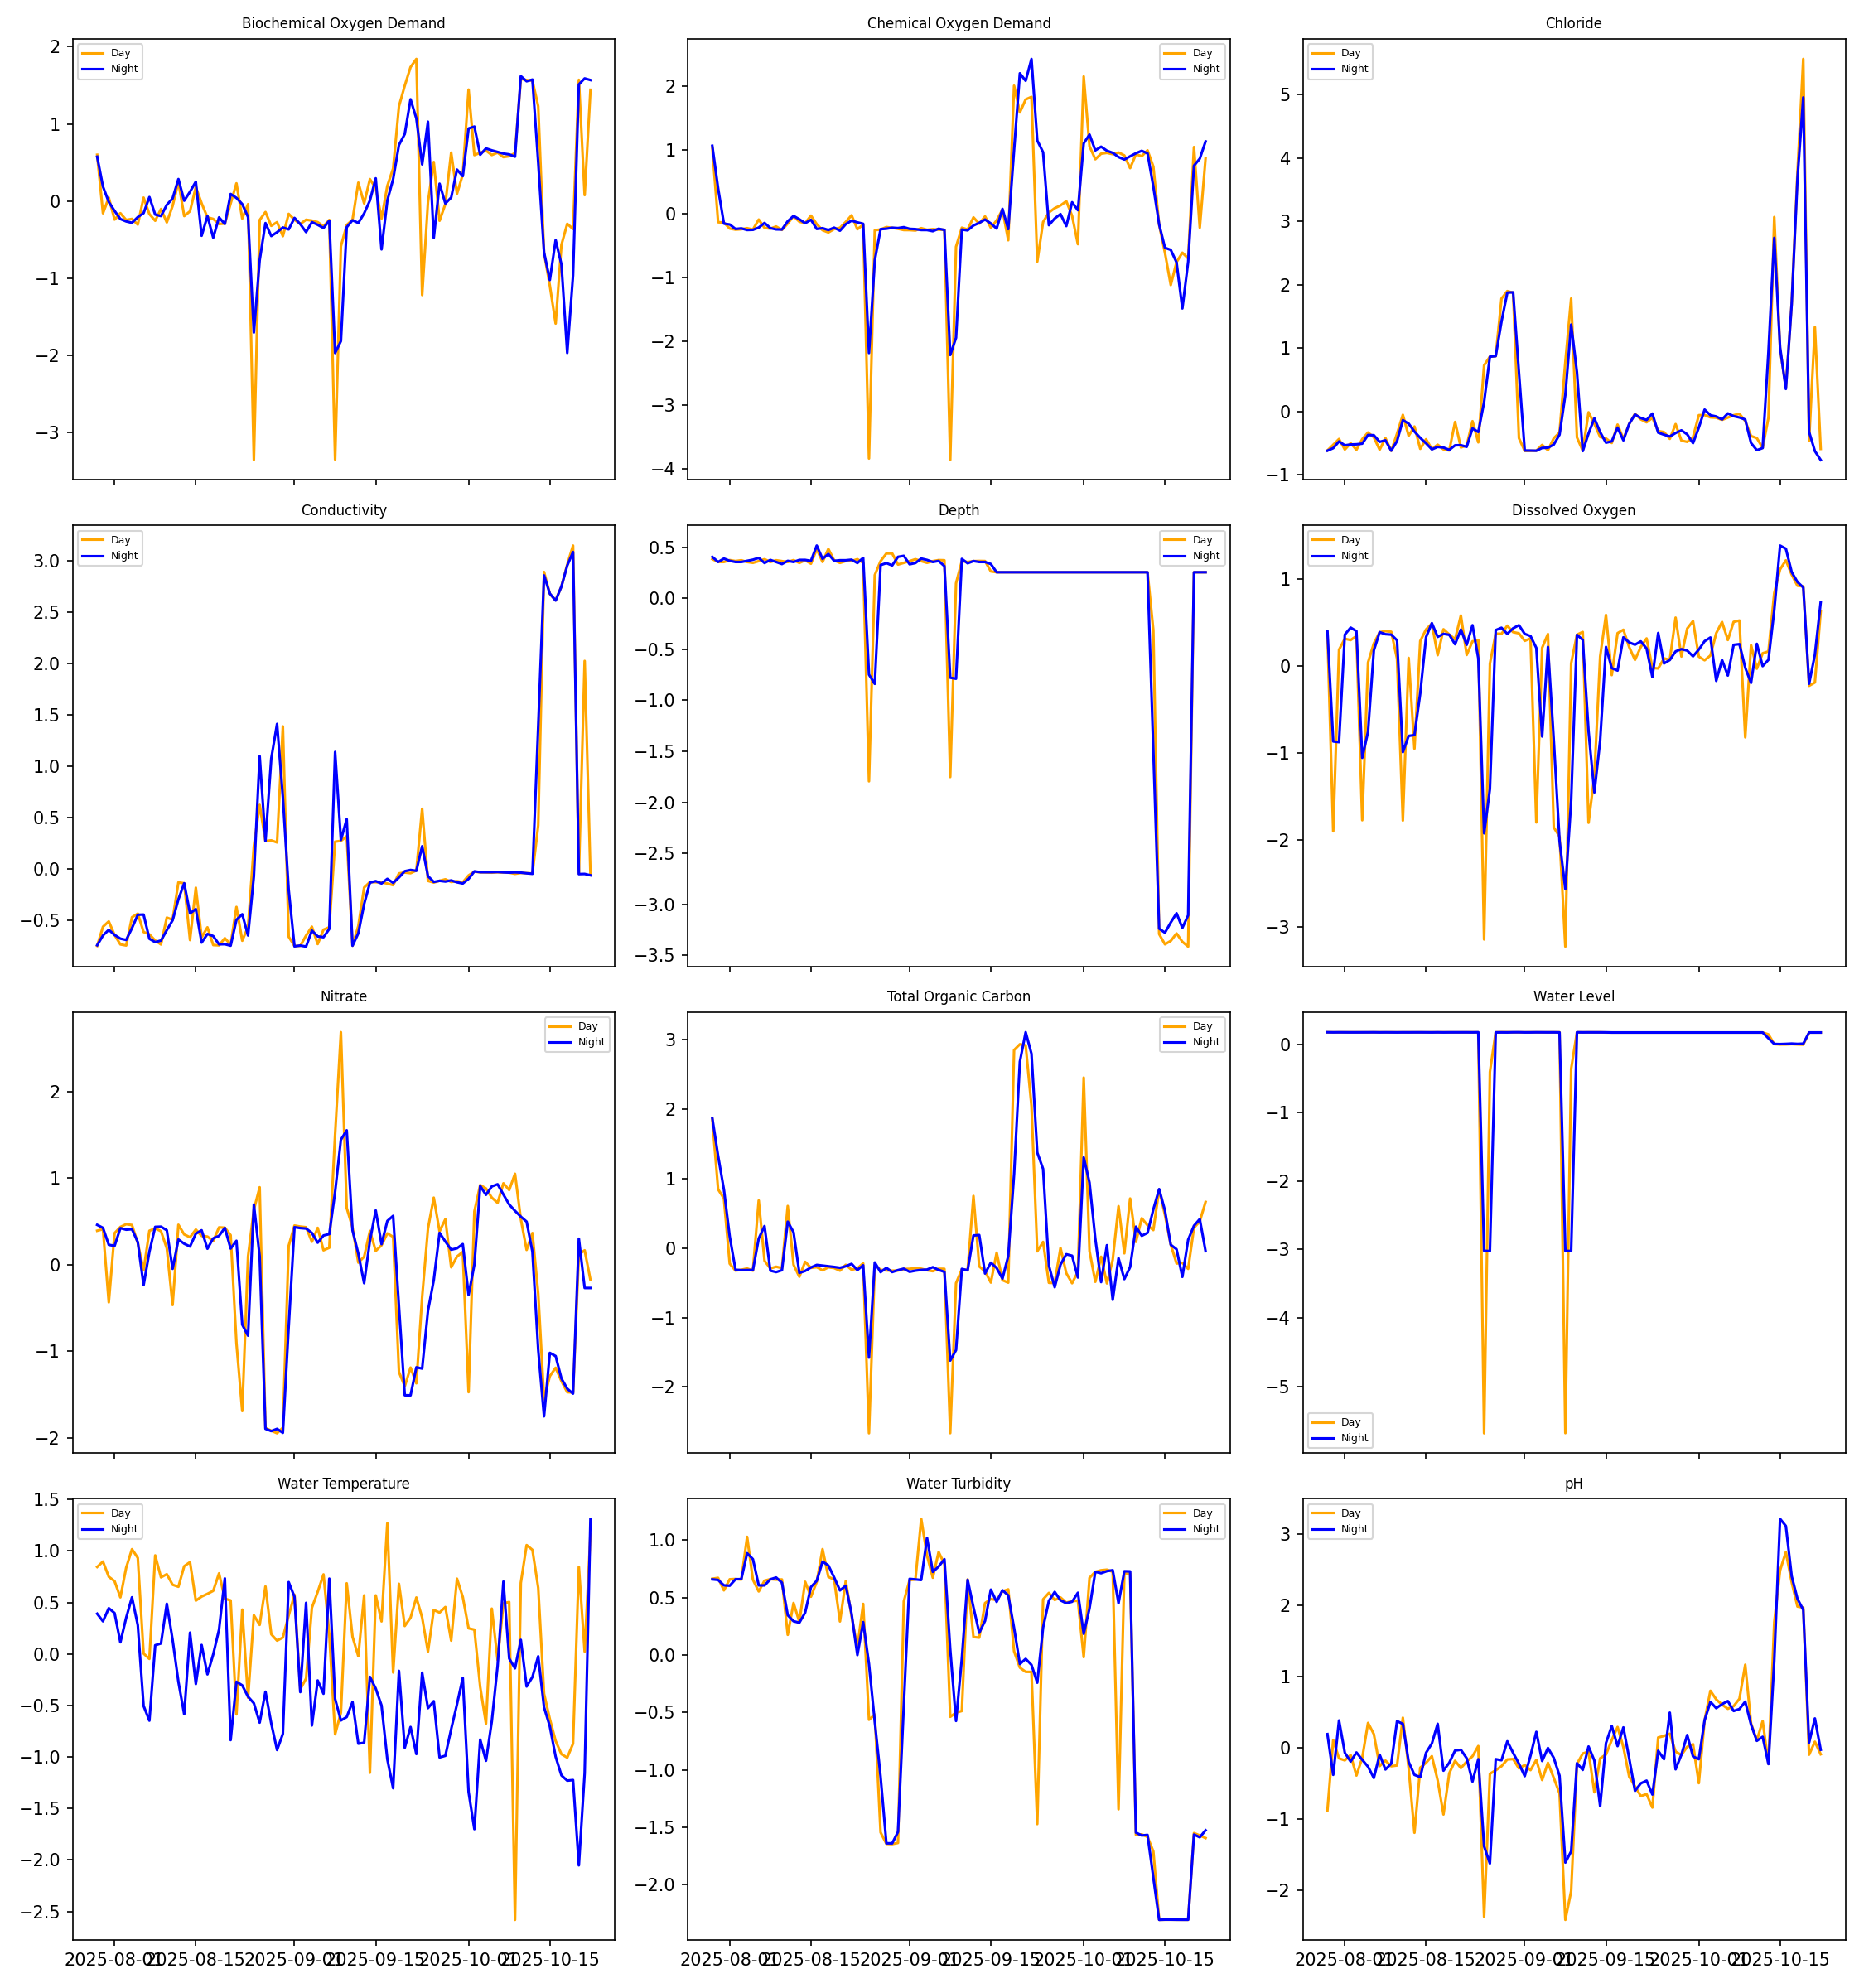 Biochemical Oxygen Demand
Day
Night
2
1
0
−1
−2
−3
Chemical Oxygen Demand
Day
Night
2
1
0
−1
−2
−3
−4
Chloride
Day
Night
5
4
3
2
1
0
−1
Conductivity
Day
Night
3.0
2.5
2.0
1.5
1.0
0.5
0.0
−0.5
Depth
Day
Night
0.5
0.0
−0.5
−1.0
−1.5
−2.0
−2.5
−3.0
−3.5
Dissolved Oxygen
Day
Night
1
0
−1
−2
−3
Nitrate
Day
Night
2
1
0
−1
−2
Total Organic Carbon
Day
Night
3
2
1
0
−1
−2
Water Level
0
−1
−2
−3
−4
−5
Day
Night
Water Temperature
Day
Night
1.5
1.0
0.5
0.0
−0.5
−1.0
−1.5
−2.0
−2.5
2025-08-01 2025-08-15 2025-09-01 2025-09-15 2025-10-01 2025-10-15
Water Turbidity
Day
Night
1.0
0.5
0.0
−0.5
−1.0
−1.5
−2.0
2025-08-01 2025-08-15 2025-09-01 2025-09-15 2025-10-01 2025-10-15
pH
Day
Night
3
2
1
0
−1
−2
2025-08-01 2025-08-15 2025-09-01 2025-09-15 2025-10-01 2025-10-15